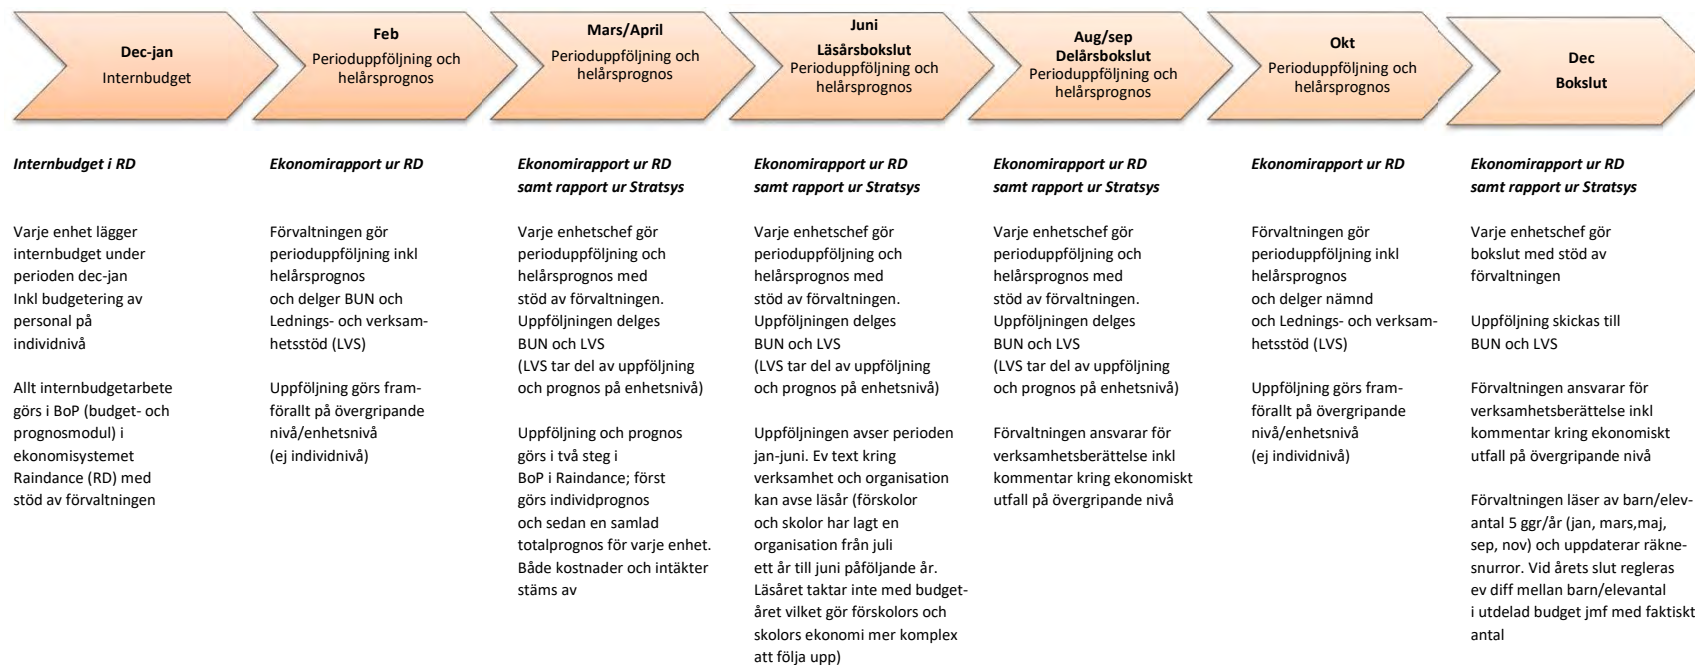 Dec-jan
Internbudget
Feb
Perioduppföljning och
helårsprognos
Mars/April
Perioduppföljning och
helårsprognos
Juni
Läsårsbokslut
Perioduppföljning och
helårsprognos
Aug/sep
Delårsbokslut
Perioduppföljning och
helårsprognos
Okt
Perioduppföljning och
helårsprognos
Dec
Bokslut
Internbudget i RD
Varje enhet lägger
internbudget under
perioden dec-jan
Inkl budgetering av
personal på
individnivå
Allt internbudgetarbete
görs i BoP (budget- och
prognosmodul) i
ekonomisystemet
Raindance (RD) med
stöd av förvaltningen
Ekonomirapport ur RD
Förvaltningen gör
perioduppföljning inkl
helårsprognos
och delger BUN och
Lednings- och verksam-
hetsstöd (LVS)
Uppföljning görs fram-
förallt på övergripande
nivå/enhetsnivå
(ej individnivå)
Ekonomirapport ur RD
samt rapport ur Stratsys
Varje enhetschef gör
perioduppföljning och
helårsprognos med
stöd av förvaltningen.
Uppföljningen delges
BUN och LVS
(LVS tar del av uppföljning
och prognos på enhetsnivå)
Uppföljning och prognos
görs i två steg i
BoP i Raindance; först
görs individprognos
och sedan en samlad
totalprognos för varje enhet.
Både kostnader och intäkter
stäms av
Ekonomirapport ur RD
samt rapport ur Stratsys
Varje enhetschef gör
perioduppföljning och
helårsprognos med
stöd av förvaltningen.
Uppföljningen delges
BUN och LVS
(LVS tar del av uppföljning
och prognos på enhetsnivå)
Uppföljningen avser perioden
jan-juni. Ev text kring
verksamhet och organisation
kan avse läsår (förskolor
och skolor har lagt en
organisation från juli
ett år till juni påföljande år.
Läsåret taktar inte med budget-
året vilket gör förskolors och
skolors ekonomi mer komplex
att följa upp)
Ekonomirapport ur RD
samt rapport ur Stratsys
Varje enhetschef gör
perioduppföljning och
helårsprognos med
stöd av förvaltningen.
Uppföljningen delges
BUN och LVS
(LVS tar del av uppföljning
och prognos på enhetsnivå)
Förvaltningen ansvarar för
verksamhetsberättelse inkl
kommentar kring ekonomiskt
utfall på övergripande nivå
Ekonomirapport ur RD
Förvaltningen gör
perioduppföljning inkl
helårsprognos
och delger nämnd
och Lednings- och verksam-
hetsstöd (LVS)
Uppföljning görs fram-
förallt på övergripande
nivå/enhetsnivå
(ej individnivå)
Ekonomirapport ur RD
samt rapport ur Stratsys
Varje enhetschef gör
bokslut med stöd av
förvaltningen
Uppföljning skickas till
BUN och LVS
Förvaltningen ansvarar för
verksamhetsberättelse inkl
kommentar kring ekonomiskt
utfall på övergripande nivå
Förvaltningen läser av barn/elev-
antal 5 ggr/år (jan, mars,maj,
sep, nov) och uppdaterar räkne-
snurror. Vid årets slut regleras
ev diff mellan barn/elevantal
i utdelad budget jmf med faktiskt
antal